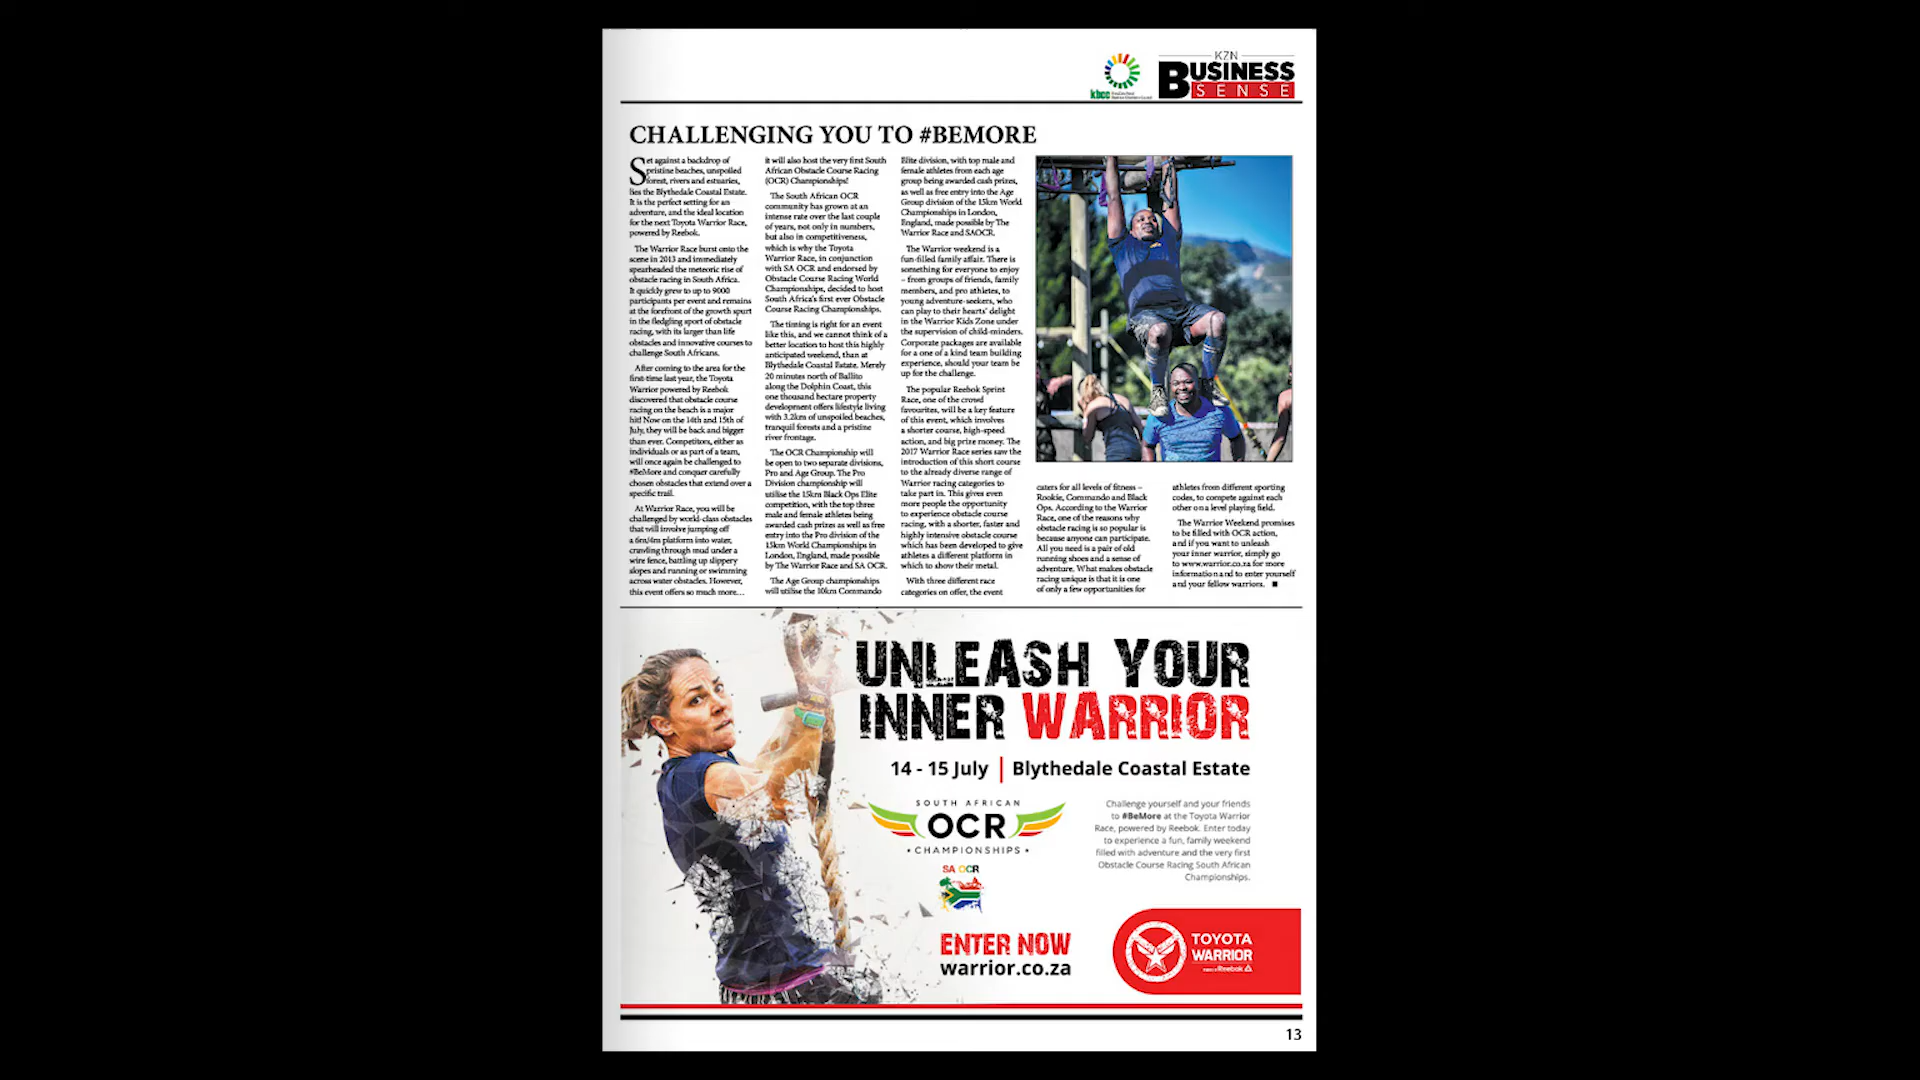 KZN
BUSINESS
SENSE
kbcc
CHALLENGING YOU TO #BEMORE
Set against a backdrop of
pristine beaches, unspoiled
forest, rivers and estuaries,
lies the Blythedale Coastal Estate.
It is the perfect setting for an
adventure, and the ideal location
for the next Toyota Warrior Race,
powered by Reebok.
The Warrior Race burst onto the
scene in 2013 and immediately
spearheaded the meteoric rise of
obstacle racing in South Africa.
It quickly grew to up to 9000
participants per event and remains
at the forefront of the growth spurt
in the fledgling sport of obstacle
racing, with its larger than life
obstacles and innovative courses to
challenge South Africans.
After coming to the area for the
first-time last year, the Toyota
Warrior powered by Reebok
discovered that obstacle course
racing on the beach is a major
hit! Now on the 14th and 15th of
July, they will be back and bigger
than ever. Competitors, either as
individuals or as part of a team,
will once again be challenged to
#BeMore and conquer carefully
chosen obstacles that extend over a
specific trail.
At Warrior Race, you will be
challenged by world-class obstacles
that will involve jumping off
a 6m/4m platform into water,
crawling through mud under a
wire fence, battling up slippery
slopes and running or swimming
across water obstacles. However,
this event offers so much more…
it will also host the very first South
African Obstacle Course Racing
(OCR) Championships!
The South African OCR
community has grown at an
intense rate over the last couple
of years, not only in numbers,
but also in competitiveness,
which is why the Toyota
Warrior Race, in conjunction
with SA OCR and endorsed by
Obstacle Course Racing World
Championships, decided to host
South Africa's first ever Obstacle
Course Racing Championships.
The timing is right for an event
like this, and we cannot think of a
better location to host this highly
anticipated weekend, than at
Blythedale Coastal Estate. Merely
20 minutes north of Ballito
along the Dolphin Coast, this
one thousand hectare property
development offers lifestyle living
with 3.2km of unspoiled beaches,
tranquil forests and a pristine
river frontage.
The OCR Championship will
be open to two separate divisions,
Pro and Age Group. The Pro
Division championship will
utilise the 15km Black Ops Elite
competition, with the top three
male and female athletes being
awarded cash prizes as well as free
entry into the Pro division of the
15km World Championships in
London, England, made possible
by The Warrior Race and SA OCR.
The Age Group championships
will utilise the 10km Commando
Elite division, with top male and
female athletes from each age
group being awarded cash prizes,
as well as free entry into the Age
Group division of the 15km World
Championships in London,
England, made possible by The
Warrior Race and SAOCR.
The Warrior weekend is a
fun-filled family affair. There is
something for everyone to enjoy
– from groups of friends, family
members, and pro athletes, to
young adventure-seekers, who
can play to their hearts' delight
in the Warrior Kids Zone under
the supervision of child-minders.
Corporate packages are available
for a one of a kind team building
experience, should your team be
up for the challenge.
The popular Reebok Sprint
Race, one of the crowd
favourites, will be a key feature
of this event, which involves
a shorter course, high-speed
action, and big prize money. The
2017 Warrior Race series saw the
introduction of this short course
to the already diverse range of
Warrior racing categories to
take part in. This gives even
more people the opportunity
to experience obstacle course
racing, with a shorter, faster and
highly intensive obstacle course
which has been developed to give
athletes a different platform in
which to show their metal.
With three different race
categories on offer, the event
caters for all levels of fitness –
Rookie, Commando and Black
Ops. According to the Warrior
Race, one of the reasons why
obstacle racing is so popular is
because anyone can participate.
All you need is a pair of old
running shoes and a sense of
adventure. What makes obstacle
racing unique is that it is one
of only a few opportunities for
athletes from different sporting
codes, to compete against each
other on a level playing field.
The Warrior Weekend promises
to be filled with OCR action,
and if you want to unleash
your inner warrior, simply go
to www.warrior.co.za for more
information and to enter yourself
and your fellow warriors. ■
UNLEASH YOUR
INNER WARRIOR
14 - 15 July | Blythedale Coastal Estate
SOUTH AFRICAN
OCR
• CHAMPIONSHIPS •
SA OCR
Challenge yourself and your friends
to #BeMore at the Toyota Warrior
Race, powered by Reebok. Enter today
to experience a fun, family weekend
filled with adventure and the very first
Obstacle Course Racing South African
Championships.
ENTER NOW
warrior.co.za
TOYOTA
WARRIOR
Reebok
13